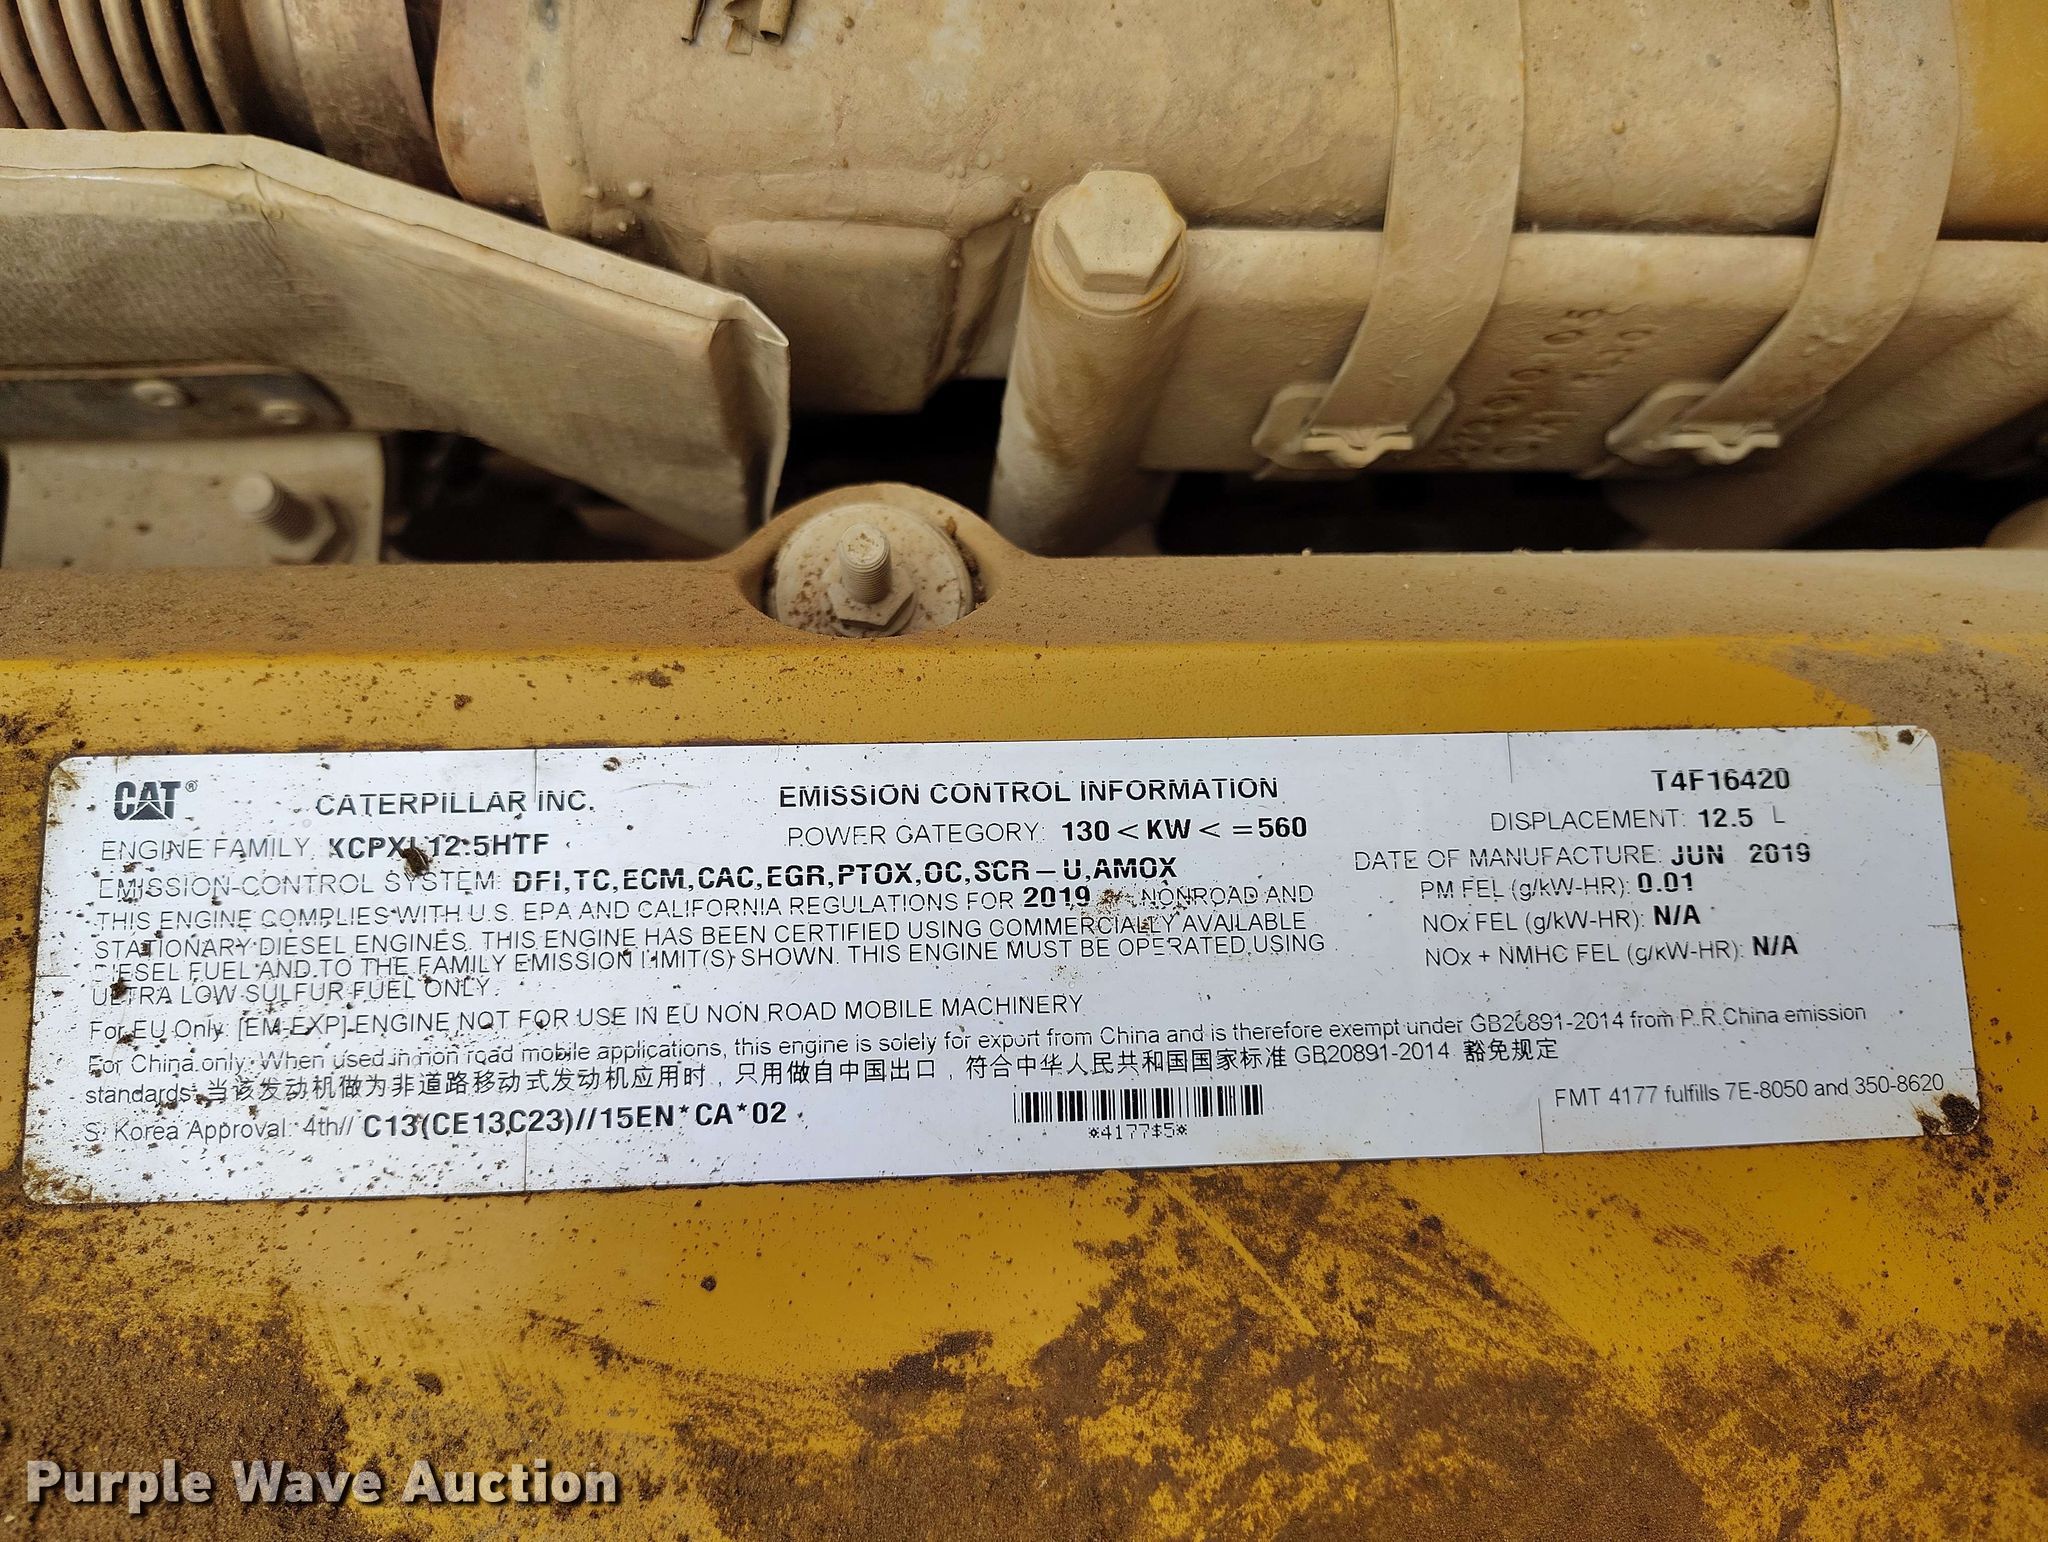 CAT®
CATERPILLAR INC.
EMISSION CONTROL INFORMATION
T4F16420
ENGINE FAMILY: KCPXL12.5HTF
POWER CATEGORY: 130 < KW < = 560
DISPLACEMENT: 12.5 L
EMISSION-CONTROL SYSTEM: DFI,TC,ECM,CAC,EGR,PTOX,OC,SCR-U,AMOX
DATE OF MANUFACTURE: JUN 2019
THIS ENGINE COMPLIES WITH U.S. EPA AND CALIFORNIA REGULATIONS FOR 2019 NONROAD AND
PM FEL (g/kW-HR): 0.01
STATIONARY DIESEL ENGINES. THIS ENGINE HAS BEEN CERTIFIED USING COMMERCIALLY AVAILABLE
NOx FEL (g/kW-HR): N/A
DIESEL FUEL AND TO THE FAMILY EMISSION LIMIT(S) SHOWN. THIS ENGINE MUST BE OPERATED USING
NOx + NMHC FEL (g/kW-HR): N/A
ULTRA LOW SULFUR FUEL ONLY.
For EU Only: [EM-EXP] ENGINE NOT FOR USE IN EU NON ROAD MOBILE MACHINERY
For China only: When used in non road mobile applications, this engine is solely for export from China and is therefore exempt under GB20891-2014 from P.R.China emission
standards: 当该发动机做为非道路移动式发动机应用时，只用做自中国出口，符合中华人民共和国国家标准 GB20891-2014 豁免规定
S. Korea Approval: 4th// C13(CE13C23)//15EN*CA*02
*4177$5*
FMT 4177 fulfills 7E-8050 and 350-8620
Purple Wave Auction